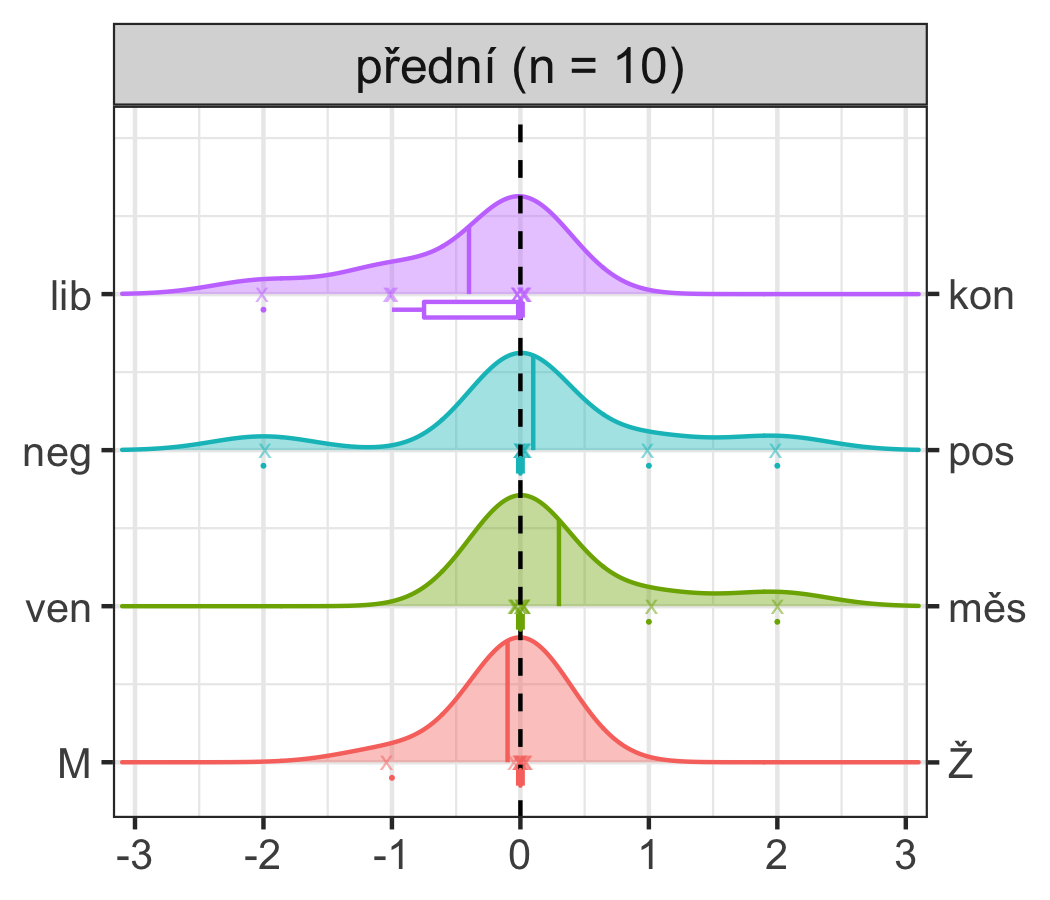 přední (n = 10)
lib kon
neg pos
ven měs
M Ž
-3 -2 -1 0 1 2 3